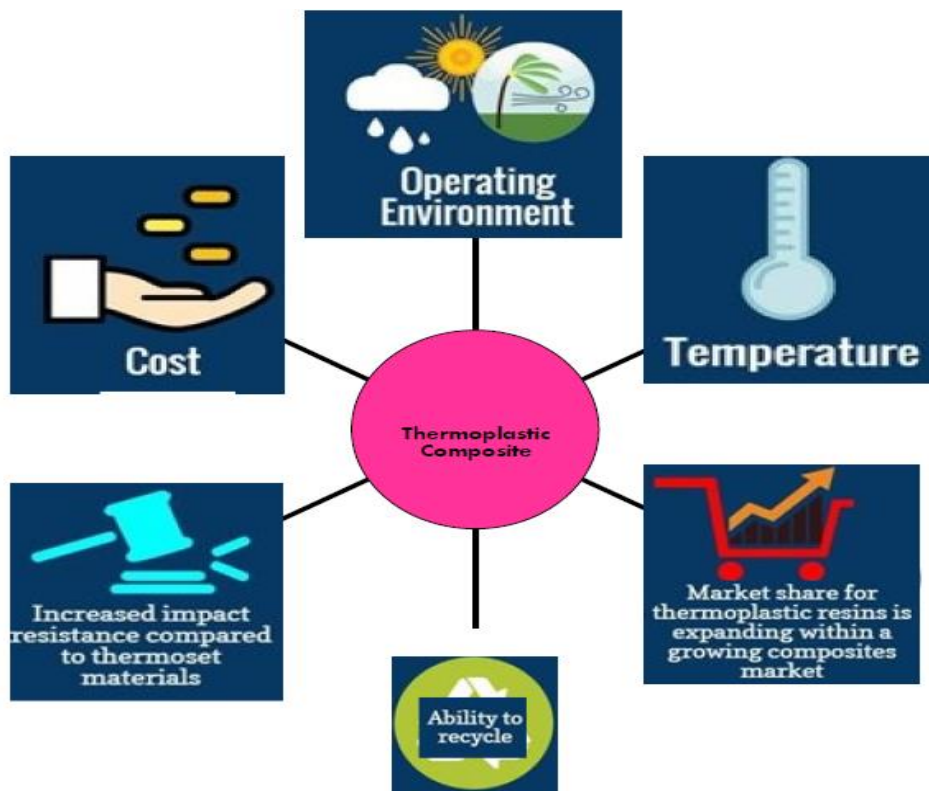 Operating
Environment
Cost
Temperature
Thermoplastic
Composite
Increased impact
resistance compared
to thermoset
materials
Market share for
thermoplastic resins is
expanding within a
growing composites
market
Ability to
recycle